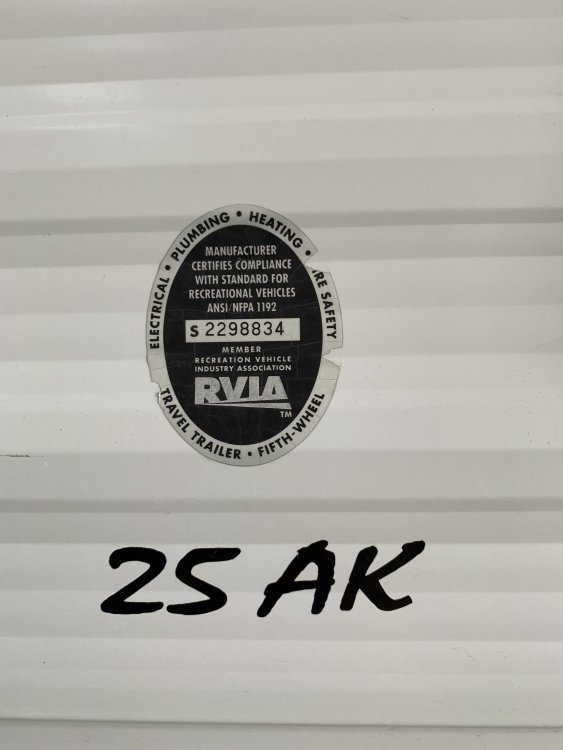 ELECTRICAL • PLUMBING • HEATING • IRE SAFETY
MANUFACTURER
CERTIFIES COMPLIANCE
WITH STANDARD FOR
RECREATIONAL VEHICLES
ANSI/NFPA 1192
S 2298834
MEMBER
RECREATION VEHICLE
INDUSTRY ASSOCIATION
RVIA
TM
TRAVEL TRAILER • FIFTH-WHEEL
25 AK